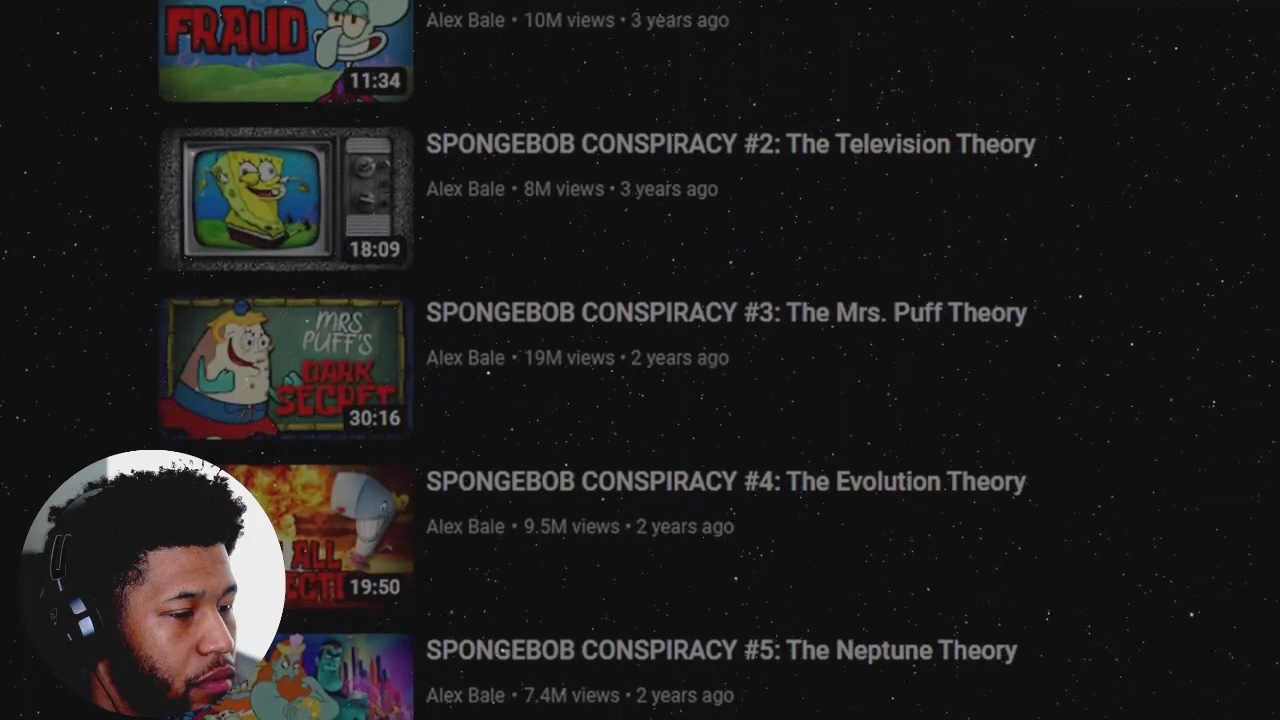 FRAUD
11:34
Alex Bale • 10M views • 3 years ago
18:09
SPONGEBOB CONSPIRACY #2: The Television Theory
Alex Bale • 8M views • 3 years ago
MRS
PUFF'S
DARK
SECRET
30:16
SPONGEBOB CONSPIRACY #3: The Mrs. Puff Theory
Alex Bale • 19M views • 2 years ago
ALL
19:50
SPONGEBOB CONSPIRACY #4: The Evolution Theory
Alex Bale • 9.5M views • 2 years ago
SPONGEBOB CONSPIRACY #5: The Neptune Theory
Alex Bale • 7.4M views • 2 years ago